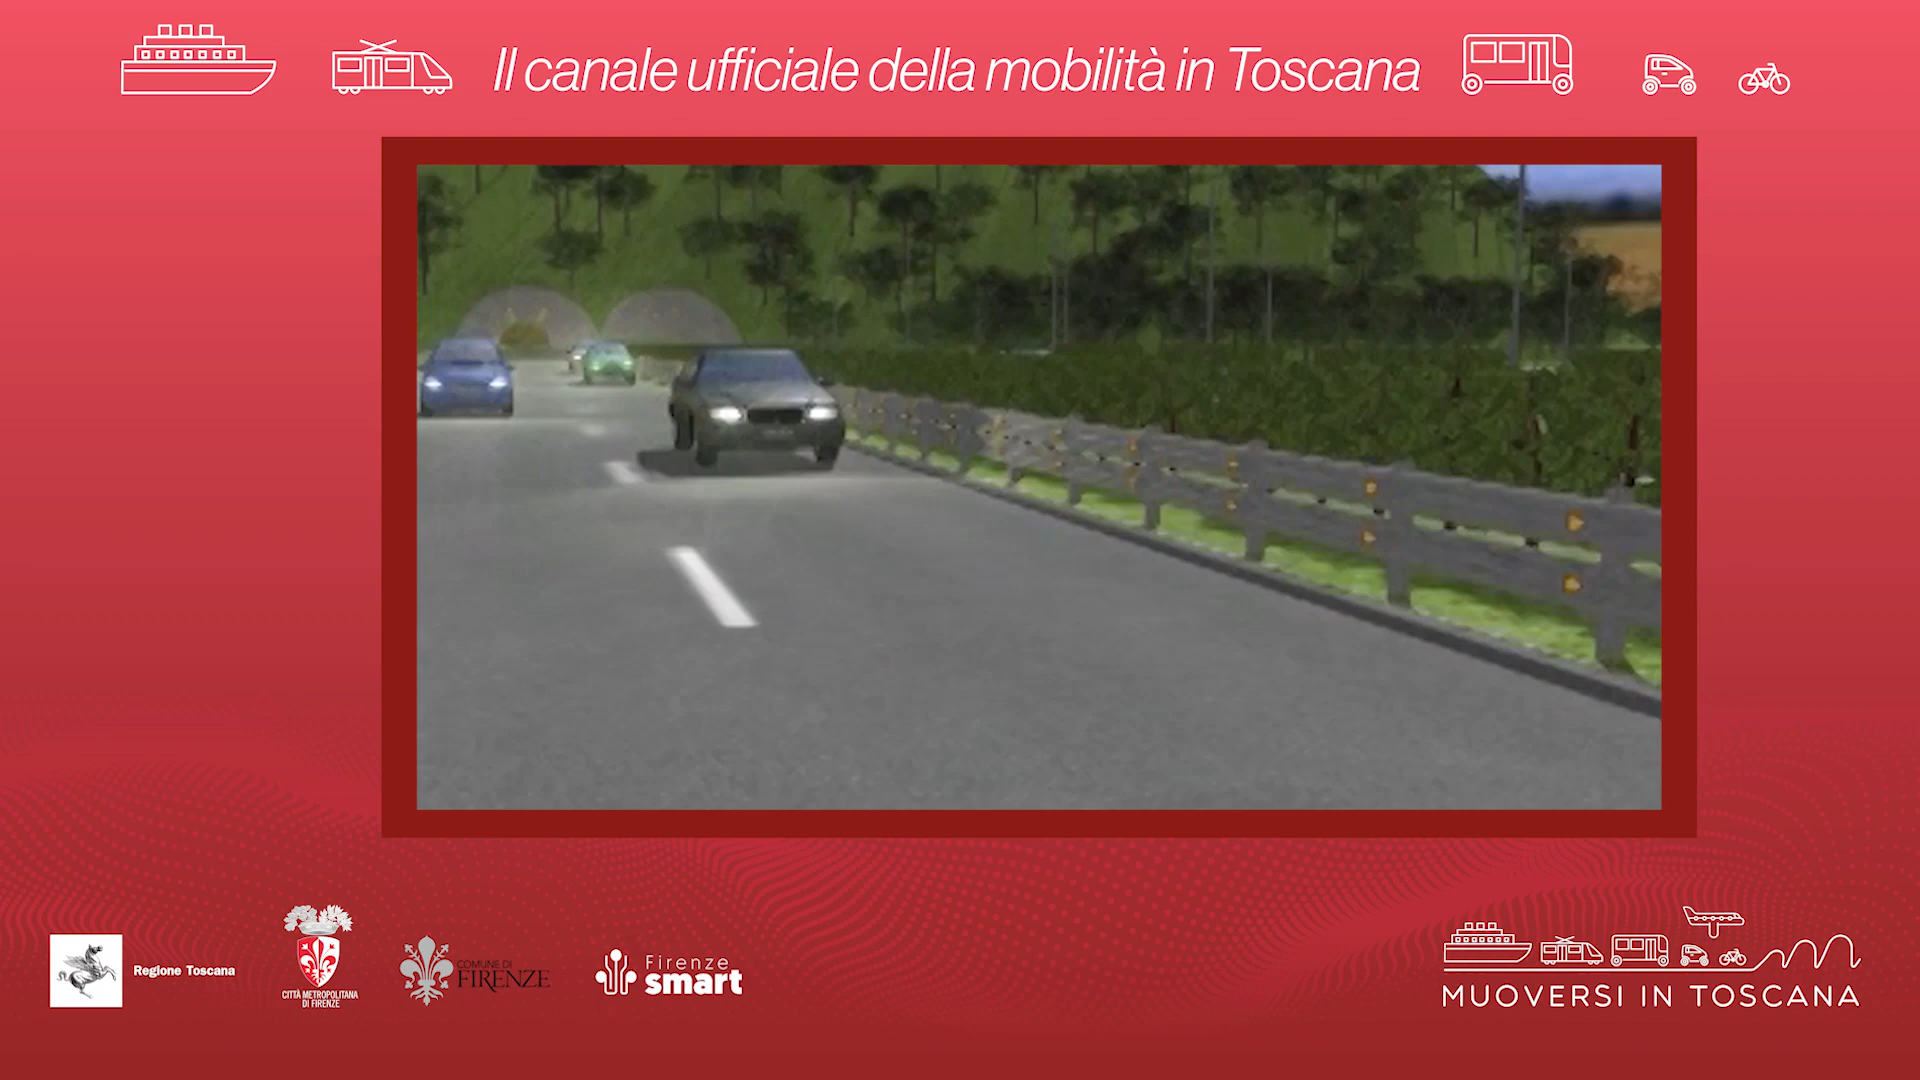 Il canale ufficiale della mobilità in Toscana
Regione Toscana
CITTÀ METROPOLITANA
DI FIRENZE
COMUNE DI
FIRENZE
Firenze
smart
MUOVERSI IN TOSCANA